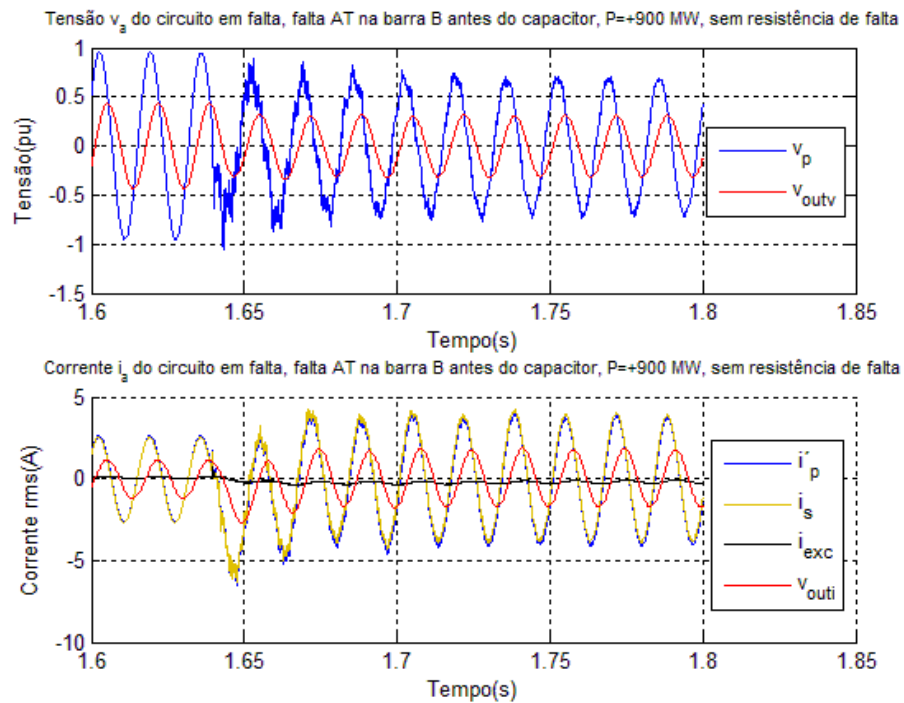 Tensão v_a do circuito em falta, falta AT na barra B antes do capacitor, P=+900 MW, sem resistência de falta
1
0.5
0
-0.5
-1
-1.5
Tensão(pu)
v_p
v_outv
1.6 1.65 1.7 1.75 1.8 1.85
Tempo(s)
Corrente i_a do circuito em falta, falta AT na barra B antes do capacitor, P=+900 MW, sem resistência de falta
5
0
-5
-10
Corrente rms(A)
i´_p
i_s
i_exc
v_outi
1.6 1.65 1.7 1.75 1.8 1.85
Tempo(s)